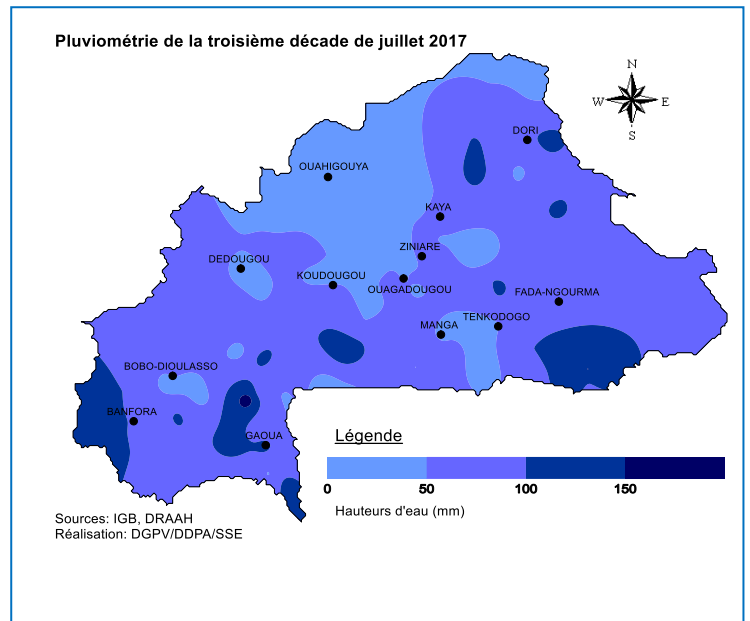 Pluviométrie de la troisième décade de juillet 2017
N
W E
S
DORI
OUAHIGOUYA
KAYA
ZINIARE
DEDOUGOU
KOUDOUGOU
OUAGADOUGOU
FADA-NGOURMA
TENKODOGO
MANGA
BOBO-DIOULASSO
BANFORA
GAOUA
Légende
0 50 100 150
Hauteurs d'eau (mm)
Sources: IGB, DRAAH
Réalisation: DGPV/DDPA/SSE